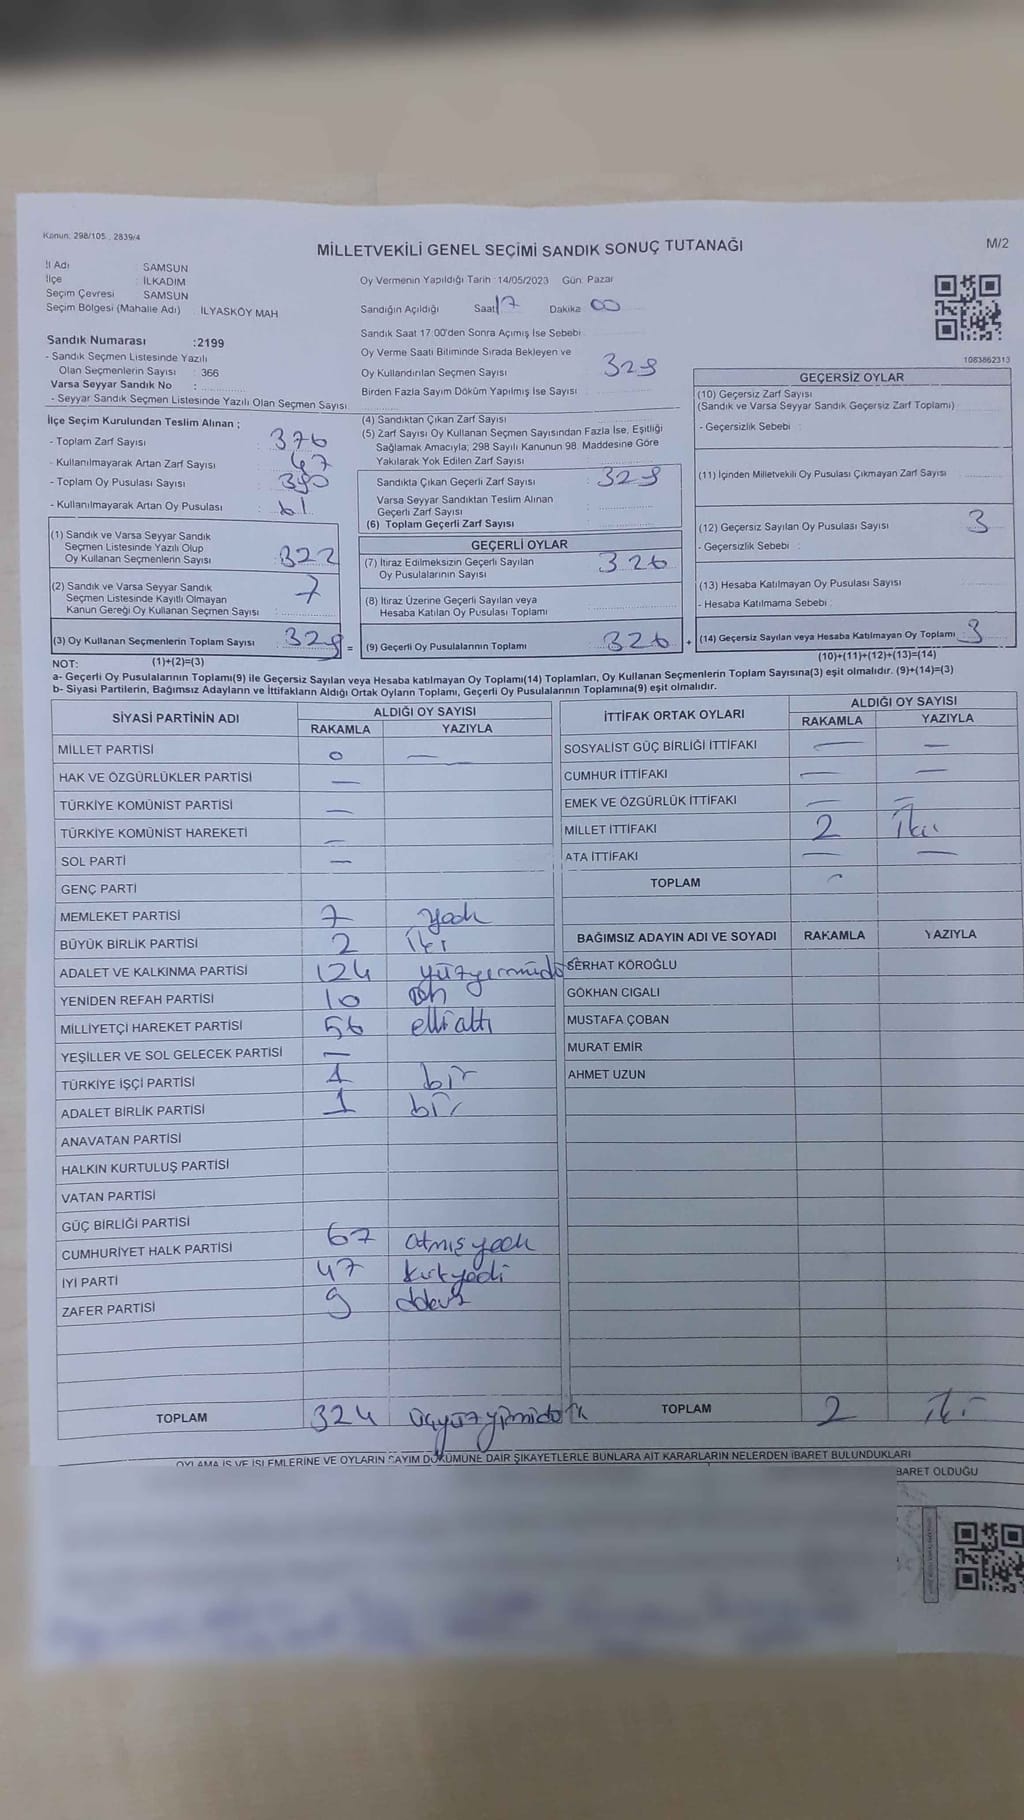 Konun: 298/105., 2839/4
MİLLETVEKİLİ GENEL SEÇİMİ SANDIK SONUÇ TUTANAĞI
M/2
İl Adı : SAMSUN
İlçe : İLKADIM
Seçim Çevresi : SAMSUN
Seçim Bölgesi (Mahalle Adı) : İLYASKÖY MAH
Oy Vermenin Yapıldığı Tarih :14/05/2023 Gün: Pazar
Sandığın Açıldığı Saat 17 Dakika 00
Sandık Saat 17:00'den Sonra Açımış İse Sebebi
Sandık Numarası :2199
- Sandık Seçmen Listesinde Yazılı
Olan Seçmenlerin Sayısı : 366
Varsa Seyyar Sandık No :
- Seyyar Sandık Seçmen Listesinde Yazılı Olan Seçmen Sayısı
Oy Verme Saati Bitiminde Sırada Bekleyen ve
Oy Kullandırılan Seçmen Sayısı 329
Birden Fazla Sayım Döküm Yapılmış İse Sayısı
1083862313
İlçe Seçim Kurulundan Teslim Alınan ;
- Toplam Zarf Sayısı : 376
- Kullanılmayarak Artan Zarf Sayısı 47
- Toplam Oy Pusulası Sayısı : 390
- Kullanılmayarak Artan Oy Pusulası : 61
(1) Sandık ve Varsa Seyyar Sandık
Seçmen Listesinde Yazılı Olup
Oy Kullanan Seçmenlerin Sayısı : 322
(2) Sandık ve Varsa Seyyar Sandık
Seçmen Listesinde Kayıtlı Olmayan
Kanun Gereği Oy Kullanan Seçmen Sayısı : 7
(3) Oy Kullanan Seçmenlerin Toplam Sayısı : 329 =
(1)+(2)=(3)
(4) Sandıktan Çıkan Zarf Sayısı
(5) Zarf Sayısı Oy Kullanan Seçmen Sayısından Fazla İse, Eşitliği
Sağlamak Amacıyla; 298 Sayılı Kanunun 98. Maddesine Göre
Yakılarak Yok Edilen Zarf Sayısı
Sandıkta Çıkan Geçerli Zarf Sayısı : 329
Varsa Seyyar Sandıktan Teslim Alınan
Geçerli Zarf Sayısı
(6) Toplam Geçerli Zarf Sayısı
GEÇERLİ OYLAR
(7) İtiraz Edilmeksizin Geçerli Sayılan
Oy Pusulalarının Sayısı : 326
(8) İtiraz Üzerine Geçerli Sayılan veya
Hesaba Katılan Oy Pusulası Toplamı
(9) Geçerli Oy Pusulalarının Toplamı : 326 +
GEÇERSİZ OYLAR
(10) Geçersiz Zarf Sayısı
(Sandık ve Varsa Seyyar Sandık Geçersiz Zarf Toplamı)
- Geçersizlik Sebebi :
(11) İçinden Milletvekili Oy Pusulası Çıkmayan Zarf Sayısı
(12) Geçersiz Sayılan Oy Pusulası Sayısı : 3
- Geçersizlik Sebebi :
(13) Hesaba Katılmayan Oy Pusulası Sayısı
- Hesaba Katılmama Sebebi :
(14) Geçersiz Sayılan veya Hesaba Katılmayan Oy Toplamı 3
(10)+(11)+(12)+(13)=(14)
NOT:
a- Geçerli Oy Pusulalarının Toplamı(9) ile Geçersiz Sayılan veya Hesaba katılmayan Oy Toplamı(14) Toplamları, Oy Kullanan Seçmenlerin Toplam Sayısına(3) eşit olmalıdır. (9)+(14)=(3)
b- Siyasi Partilerin, Bağımsız Adayların ve İttifakların Aldığı Ortak Oyların Toplamı, Geçerli Oy Pusulalarının Toplamına(9) eşit olmalıdır.
SİYASİ PARTİNİN ADI
ALDIĞI OY SAYISI
RAKAMLA YAZIYLA
MİLLET PARTİSİ 0 —
HAK VE ÖZGÜRLÜKLER PARTİSİ —
TÜRKİYE KOMÜNİST PARTİSİ —
TÜRKİYE KOMÜNİST HAREKETİ —
SOL PARTİ —
GENÇ PARTİ
MEMLEKET PARTİSİ 7 yedi
BÜYÜK BİRLİK PARTİSİ 2 iki
ADALET VE KALKINMA PARTİSİ 124
YENİDEN REFAH PARTİSİ 10 on
MİLLİYETÇİ HAREKET PARTİSİ 56 elli altı
YEŞİLLER VE SOL GELECEK PARTİSİ —
TÜRKİYE İŞÇİ PARTİSİ 1 bir
ADALET BİRLİK PARTİSİ 1 bir
ANAVATAN PARTİSİ
HALKIN KURTULUŞ PARTİSİ
VATAN PARTİSİ
GÜÇ BİRLİĞİ PARTİSİ
CUMHURİYET HALK PARTİSİ 67 atmış yedi
İYİ PARTİ 47 kırkyedi
ZAFER PARTİSİ 9 dokuz
TOPLAM 324
İTTİFAK ORTAK OYLARI
ALDIĞI OY SAYISI
RAKAMLA YAZIYLA
SOSYALİST GÜÇ BİRLİĞİ İTTİFAKI — —
CUMHUR İTTİFAKI — —
EMEK VE ÖZGÜRLÜK İTTİFAKI — —
MİLLET İTTİFAKI 2 İki
ATA İTTİFAKI — —
TOPLAM
BAĞIMSIZ ADAYIN ADI VE SOYADI RAKAMLA YAZIYLA
SERHAT KÖROĞLU
GÖKHAN CIGALI
MUSTAFA ÇOBAN
MURAT EMİR
AHMET UZUN
TOPLAM 2 iki
OYLAMA İŞ VE İŞLEMLERİNE VE OYLARIN SAYIM DÖKÜMÜNE DAİR ŞİKAYETLERLE BUNLARA AİT KARARLARIN NELERDEN İBARET BULUNDUKLARI
BARET OLDUĞU